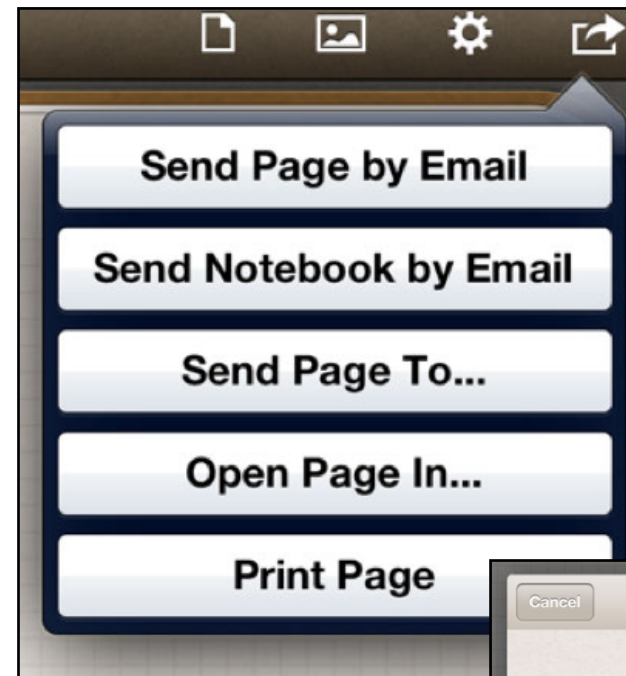 Send Page by Email
Send Notebook by Email
Send Page To...
Open Page In...
Print Page
Cancel